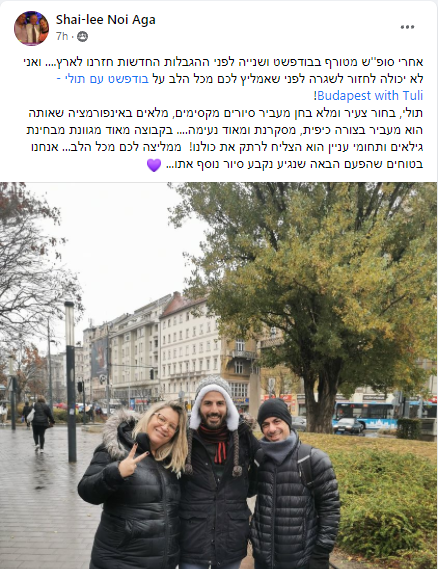 Shai-lee Noi Aga
7h ·
אחרי סופ"ש מטורף בבודפשט ושנייה לפני ההגבלות החדשות חזרנו לארץ.... ואני
לא יכולה לחזור לשגרה לפני שאמליץ לכם מכל הלב על בודפשט עם תולי -
Budapest with Tuli!
תולי, בחור צעיר ומלא בחן מעביר סיורים מקסימים, מלאים באינפורמציה שאותה
הוא מעביר בצורה כיפית, מסקרנת ומאוד נעימה.... בקבוצה מאוד מגוונת מבחינת
גילאים ותחומי עניין הוא הצליח לרתק את כולנו! ממליצה לכם מכל הלב... אנחנו
בטוחים שהפעם הבאה שנגיע נקבע סיור נוסף אתו... 💜